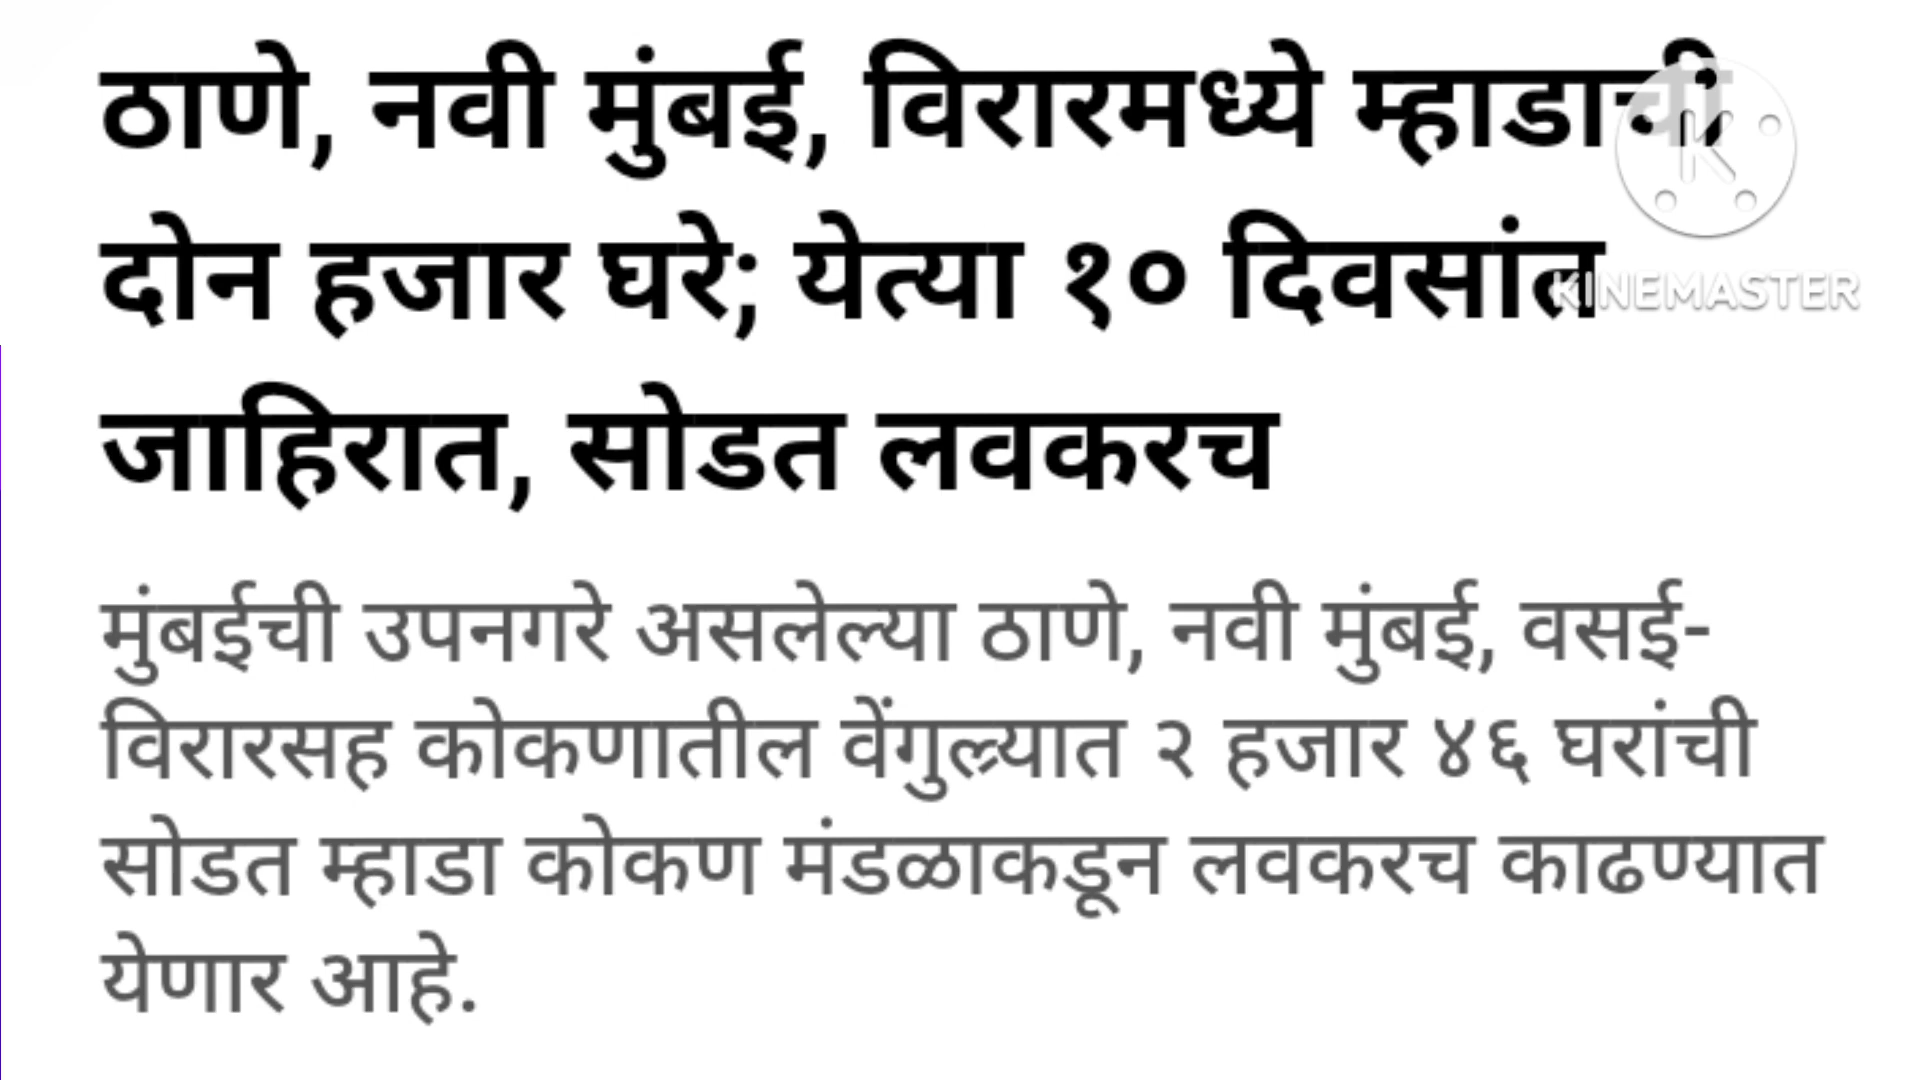 ठाणे, नवी मुंबई, विरारमध्ये म्हाडाची
दोन हजार घरे; येत्या १० दिवसांत
KINEMASTER
जाहिरात, सोडत लवकरच
मुंबईची उपनगरे असलेल्या ठाणे, नवी मुंबई, वसई-
विरारसह कोकणातील वेंगुर्ल्यात २ हजार ४६ घरांची
सोडत म्हाडा कोकण मंडळाकडून लवकरच काढण्यात
येणार आहे.